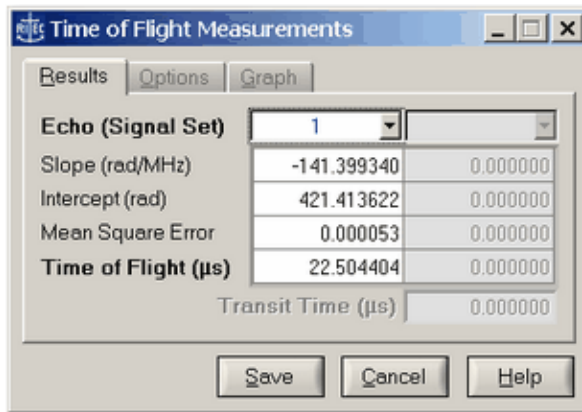 RITEC Time of Flight Measurements
Results Options Graph
Echo (Signal Set) 1
Slope (rad/MHz) -141.399340 0.000000
Intercept (rad) 421.413622 0.000000
Mean Square Error 0.000053 0.000000
Time of Flight (µs) 22.504404 0.000000
Transit Time (µs) 0.000000
Save Cancel Help